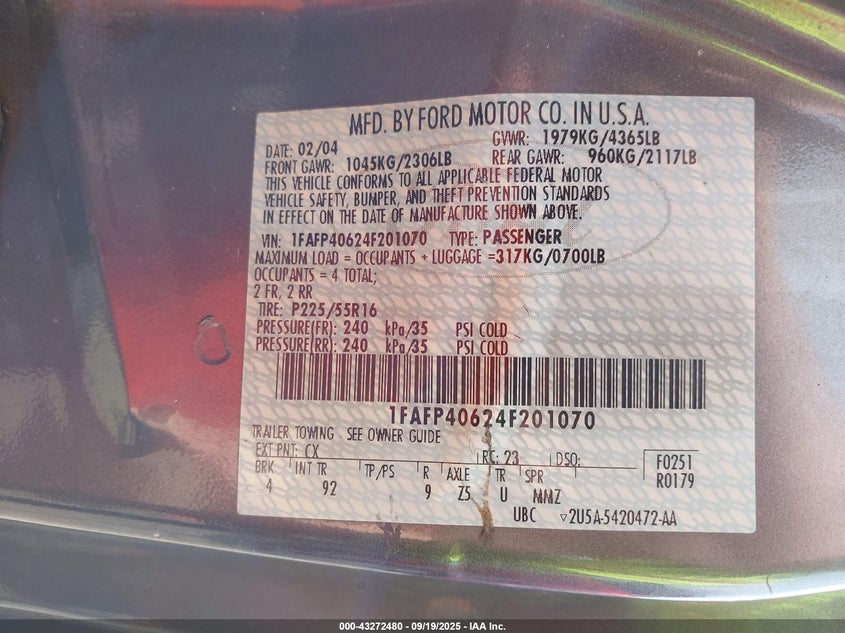 MFD. BY FORD MOTOR CO. IN U.S.A.
DATE: 02/04 GVWR: 1979KG/4365LB
FRONT GAWR: 1045KG/2306LB REAR GAWR: 960KG/2117LB
THIS VEHICLE CONFORMS TO ALL APPLICABLE FEDERAL MOTOR
VEHICLE SAFETY, BUMPER, AND THEFT PREVENTION STANDARDS
IN EFFECT ON THE DATE OF MANUFACTURE SHOWN ABOVE.
VIN: 1FAFP40624F201070 TYPE: PASSENGER
MAXIMUM LOAD = OCCUPANTS + LUGGAGE =317KG/0700LB
OCCUPANTS = 4 TOTAL;
2 FR, 2 RR
TIRE: P225/55R16
PRESSURE(FR): 240 kPa/35 PSI COLD
PRESSURE(RR): 240 kPa/35 PSI COLD
1FAFP40624F201070
TRAILER TOWING - SEE OWNER GUIDE
EXT PNT: CX RC: 23 DSO: F0251
BRK INT TR TP/PS R AXLE TR SPR R0179
4 92 9 Z5 U MMZ
UBC ▽2U5A-5420472-AA
000-43272480 - 09/19/2025 - IAA Inc.